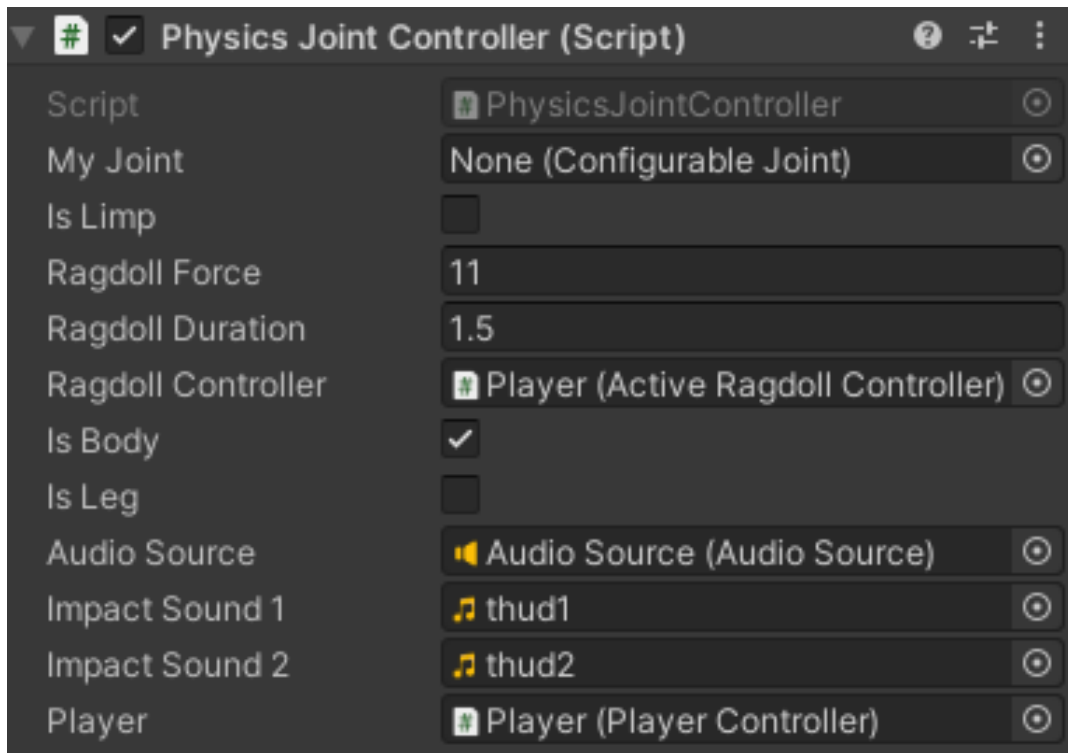 Physics Joint Controller (Script)
Script PhysicsJointController
My Joint None (Configurable Joint)
Is Limp
Ragdoll Force 11
Ragdoll Duration 1.5
Ragdoll Controller Player (Active Ragdoll Controller)
Is Body
Is Leg
Audio Source Audio Source (Audio Source)
Impact Sound 1 thud1
Impact Sound 2 thud2
Player Player (Player Controller)